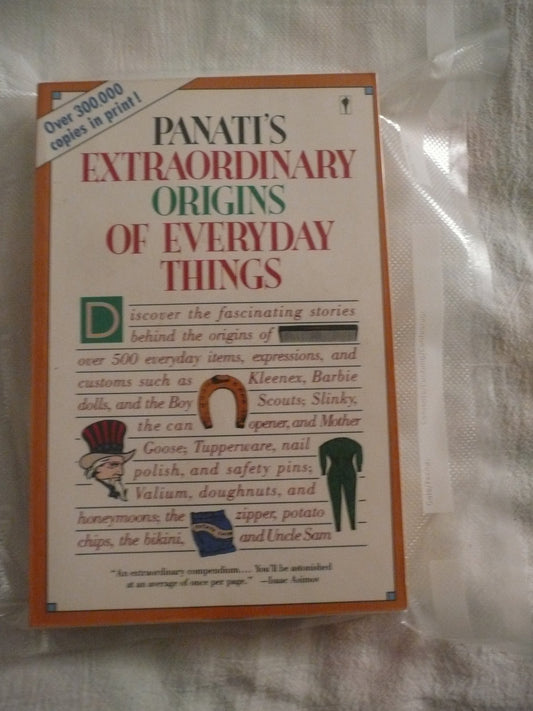 Over 300,000
copies in print!
PANATI'S
EXTRAORDINARY
ORIGINS
OF EVERYDAY
THINGS
Discover the fascinating stories
behind the origins of
over 500 everyday items, expressions, and
customs such as Kleenex, Barbie
dolls, and the Boy Scouts; Slinky,
the can opener, and Mother
Goose; Tupperware, nail
polish, and safety pins;
Valium, doughnuts, and
honeymoons; the zipper, potato
chips, the bikini, and Uncle Sam
"An extraordinary compendium.... You'll be astonished
at an average of once per page." —Isaac Asimov